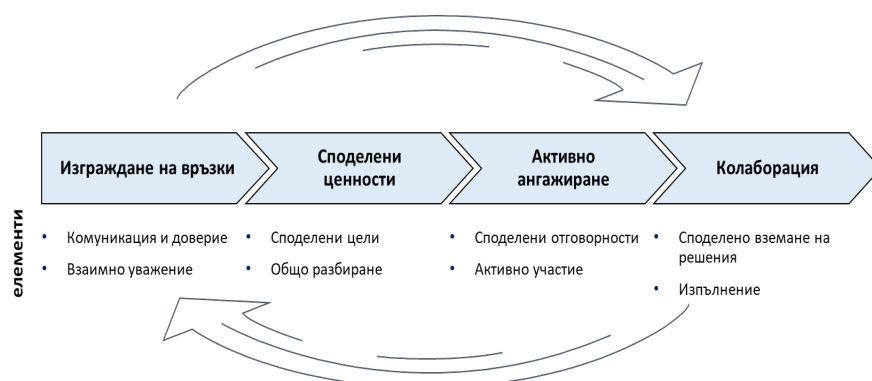 Изграждане на връзки
Споделени
ценности
Активно
ангажиране
Колаборация
елементи
• Комуникация и доверие
• Взаимно уважение
• Споделени цели
• Общо разбиране
• Споделени отговорности
• Активно участие
• Споделено вземане на
решения
• Изпълнение